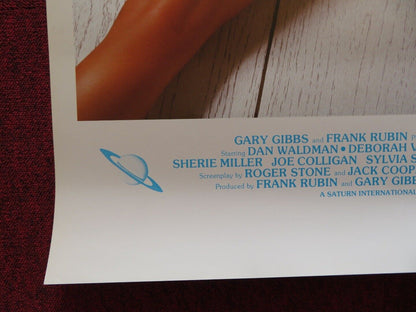 GARY GIBBS and FRANK RUBIN
Starring DAN WALDMAN • DEBORAH
SHERIE MILLER JOE COLLIGAN SYLVIA
Screenplay by ROGER STONE and JACK COOP
Produced by FRANK RUBIN and GARY GIBB
A SATURN INTERNATIONAL